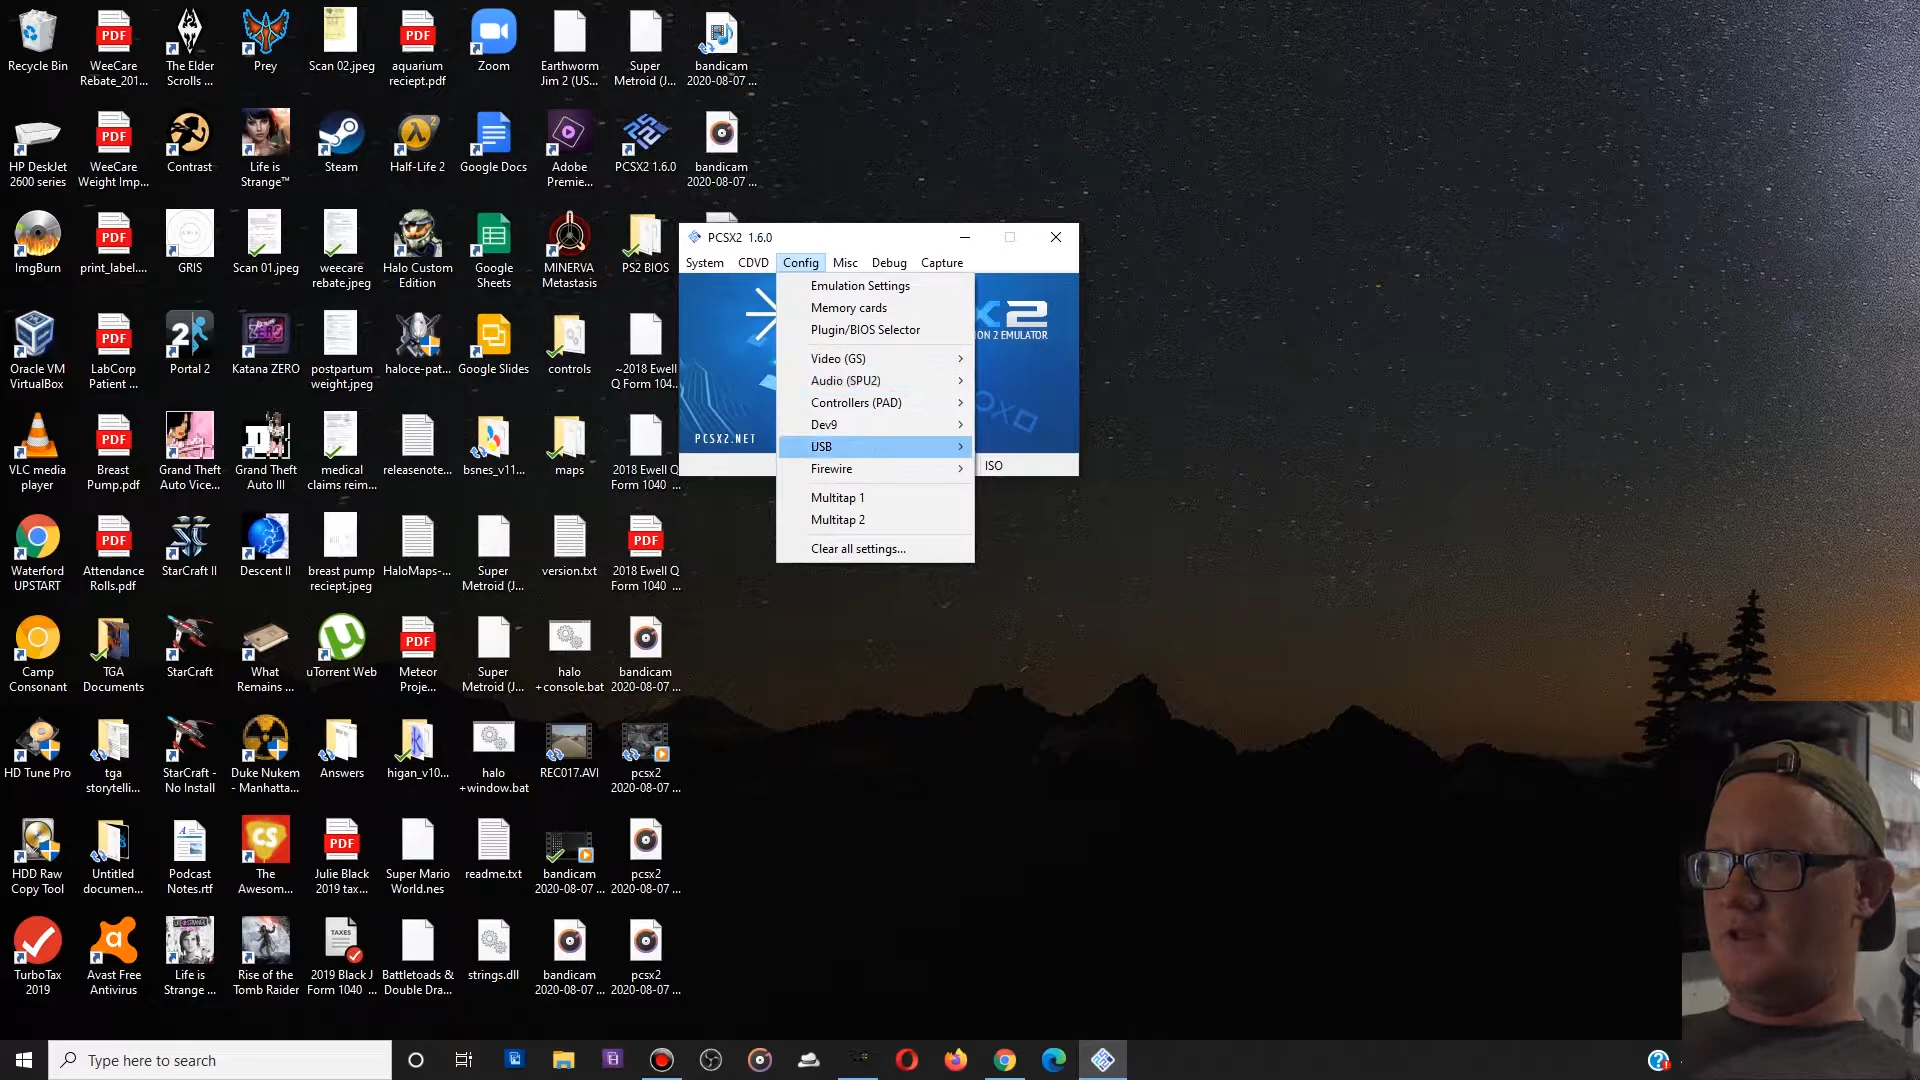 Recycle Bin
WeeCare
Rebate_201...
The Elder
Scrolls ...
Prey
Scan 02.jpeg
aquarium
reciept.pdf
Zoom
Earthworm
Jim 2 (US...
Super
Metroid (J...
bandicam
2020-08-07 ...
HP DeskJet
2600 series
WeeCare
Weight Imp...
Contrast
Life is
Strange™
Steam
Half-Life 2
Google Docs
Adobe
Premie...
PCSX2 1.6.0
bandicam
2020-08-07 ...
ImgBurn
print_label....
GRIS
Scan 01.jpeg
weecare
rebate.jpeg
Halo Custom
Edition
Google
Sheets
MINERVA
Metastasis
PS2 BIOS
Oracle VM
VirtualBox
LabCorp
Patient ...
Portal 2
Katana ZERO
postpartum
weight.jpeg
haloce-pat...
Google Slides
controls
~2018 Ewell
Q Form 104...
VLC media
player
Breast
Pump.pdf
Grand Theft
Auto Vice...
Grand Theft
Auto III
medical
claims reim...
releasenote...
bsnes_v11...
maps
2018 Ewell
Form 1040 ...
Waterford
UPSTART
Attendance
Rolls.pdf
StarCraft II
Descent II
breast pump
reciept.jpeg
HaloMaps-...
Super
Metroid (J...
version.txt
2018 Ewell Q
Form 1040 ...
Camp
Consonant
TGA
Documents
StarCraft
What
Remains ...
uTorrent Web
Meteor
Proje...
Super
Metroid (J...
halo
+console.bat
bandicam
2020-08-07 ...
HD Tune Pro
tga
storytelli...
StarCraft -
No Install
Duke Nukem
- Manhatta...
Answers
higan_v10...
halo
+window.bat
REC017.AVI
pcsx2
2020-08-07 ...
HDD Raw
Copy Tool
Untitled
documen...
Podcast
Notes.rtf
The
Awesom...
Julie Black
2019 tax...
Super Mario
World.nes
readme.txt
bandicam
2020-08-07 ...
pcsx2
2020-08-07 ...
TurboTax
2019
Avast Free
Antivirus
Life is
Strange ...
Rise of the
Tomb Raider
2019 Black J
Form 1040 ...
Battletoads &
Double Dra...
strings.dll
bandicam
2020-08-07 ...
pcsx2
2020-08-07 ...
PCSX2 1.6.0
System CDVD Config Misc Debug Capture
Emulation Settings
Memory cards
Plugin/BIOS Selector
Video (GS)
Audio (SPU2)
Controllers (PAD)
Dev9
USB
Firewire
Multitap 1
Multitap 2
Clear all settings...
X2
ION 2 EMULATOR
PCSX2.NET
ISO
Type here to search